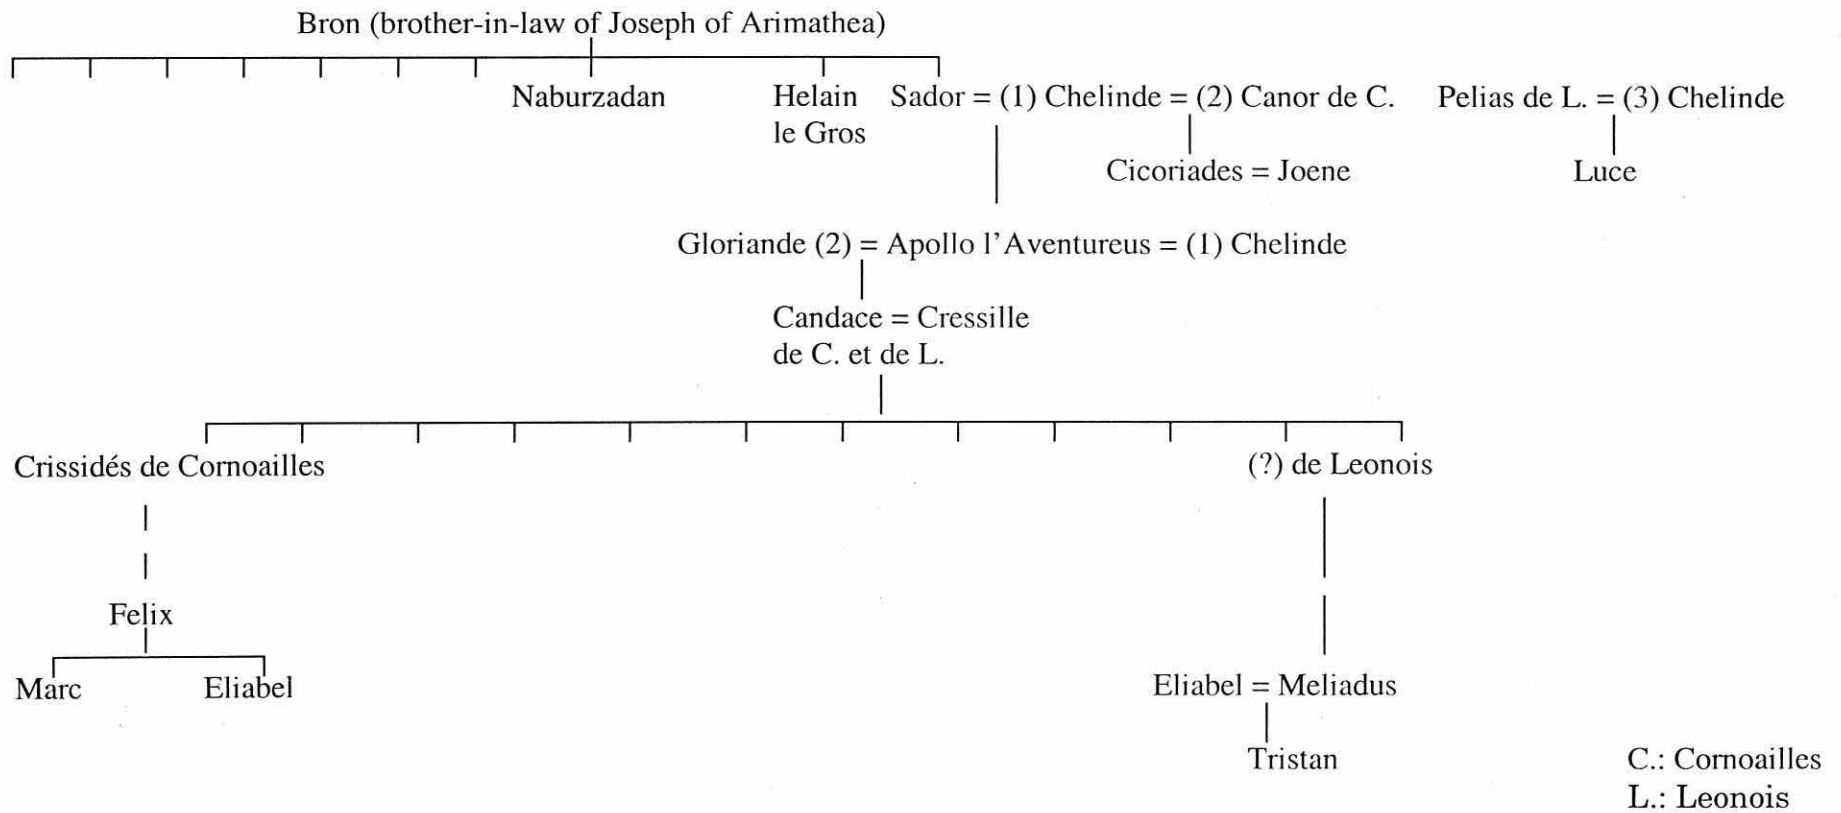 Bron (brother-in-law of Joseph of Arimathea)
Naburzadan
Helain
le Gros
Sador = (1) Chelinde = (2) Canor de C.
Pelias de L. = (3) Chelinde
Cicoriades = Joene
Luce
Gloriande (2) = Apollo l'Aventureus = (1) Chelinde
Candace = Cressille
de C. et de L.
Crissidés de Cornoailles
(?) de Leonois
Felix
Marc
Eliabel
Eliabel = Meliadus
Tristan
C.: Cornoailles
L.: Leonois